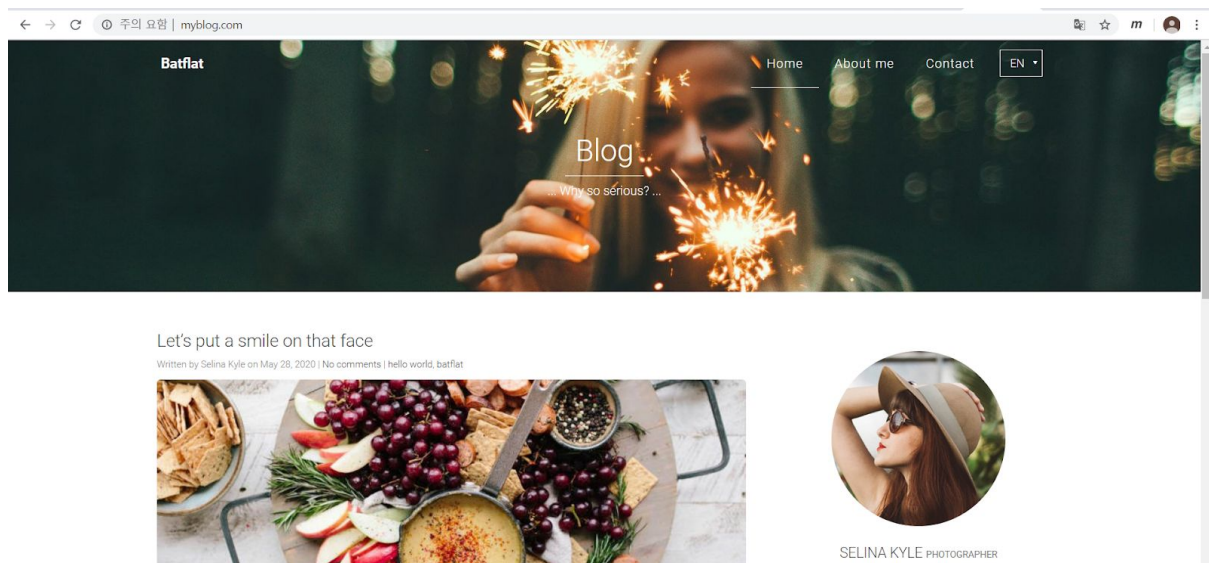 주의 요함 | myblog.com
m
Batflat
Home About me Contact EN
Blog
... Why so serious? ...
Let's put a smile on that face
Written by Selina Kyle on May 28, 2020 | No comments | hello world, batflat
SELINA KYLE PHOTOGRAPHER